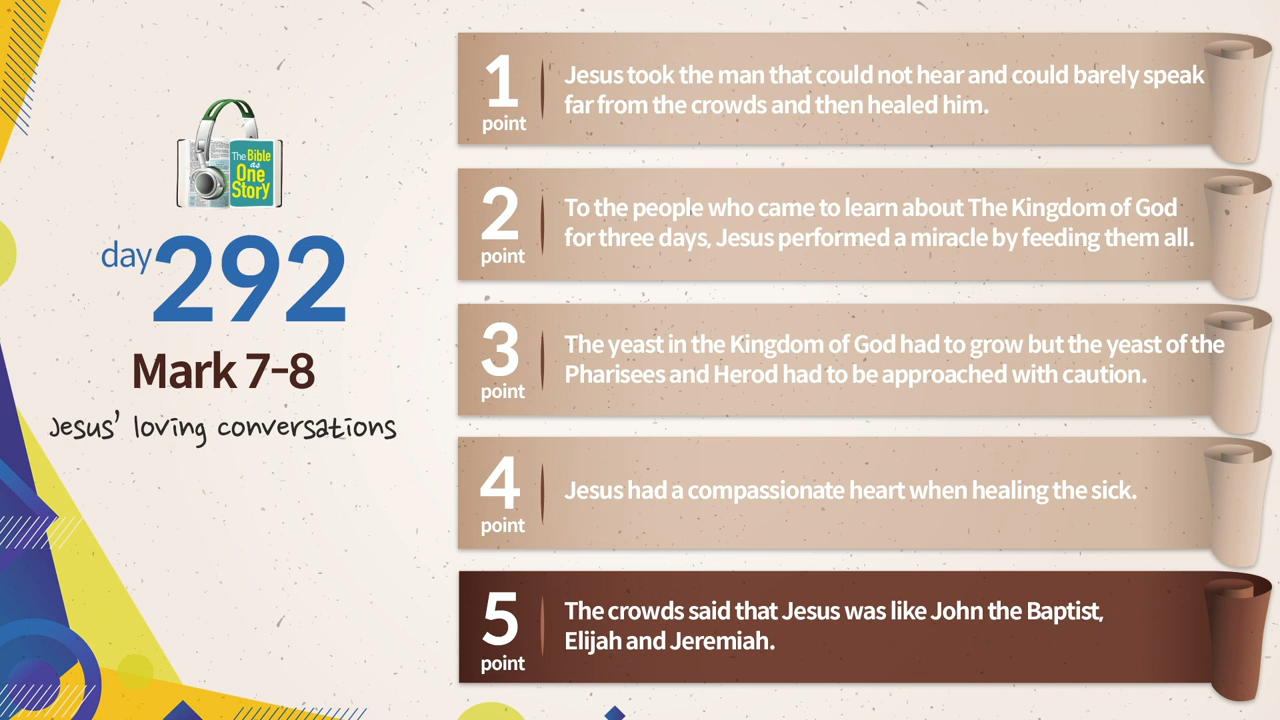 The Bible
as
One
Story
day 292
Mark 7-8
Jesus' loving conversations
1
point
Jesus took the man that could not hear and could barely speak
far from the crowds and then healed him.
2
point
To the people who came to learn about The Kingdom of God
for three days, Jesus performed a miracle by feeding them all.
3
point
The yeast in the Kingdom of God had to grow but the yeast of the
Pharisees and Herod had to be approached with caution.
4
point
Jesus had a compassionate heart when healing the sick.
5
point
The crowds said that Jesus was like John the Baptist,
Elijah and Jeremiah.